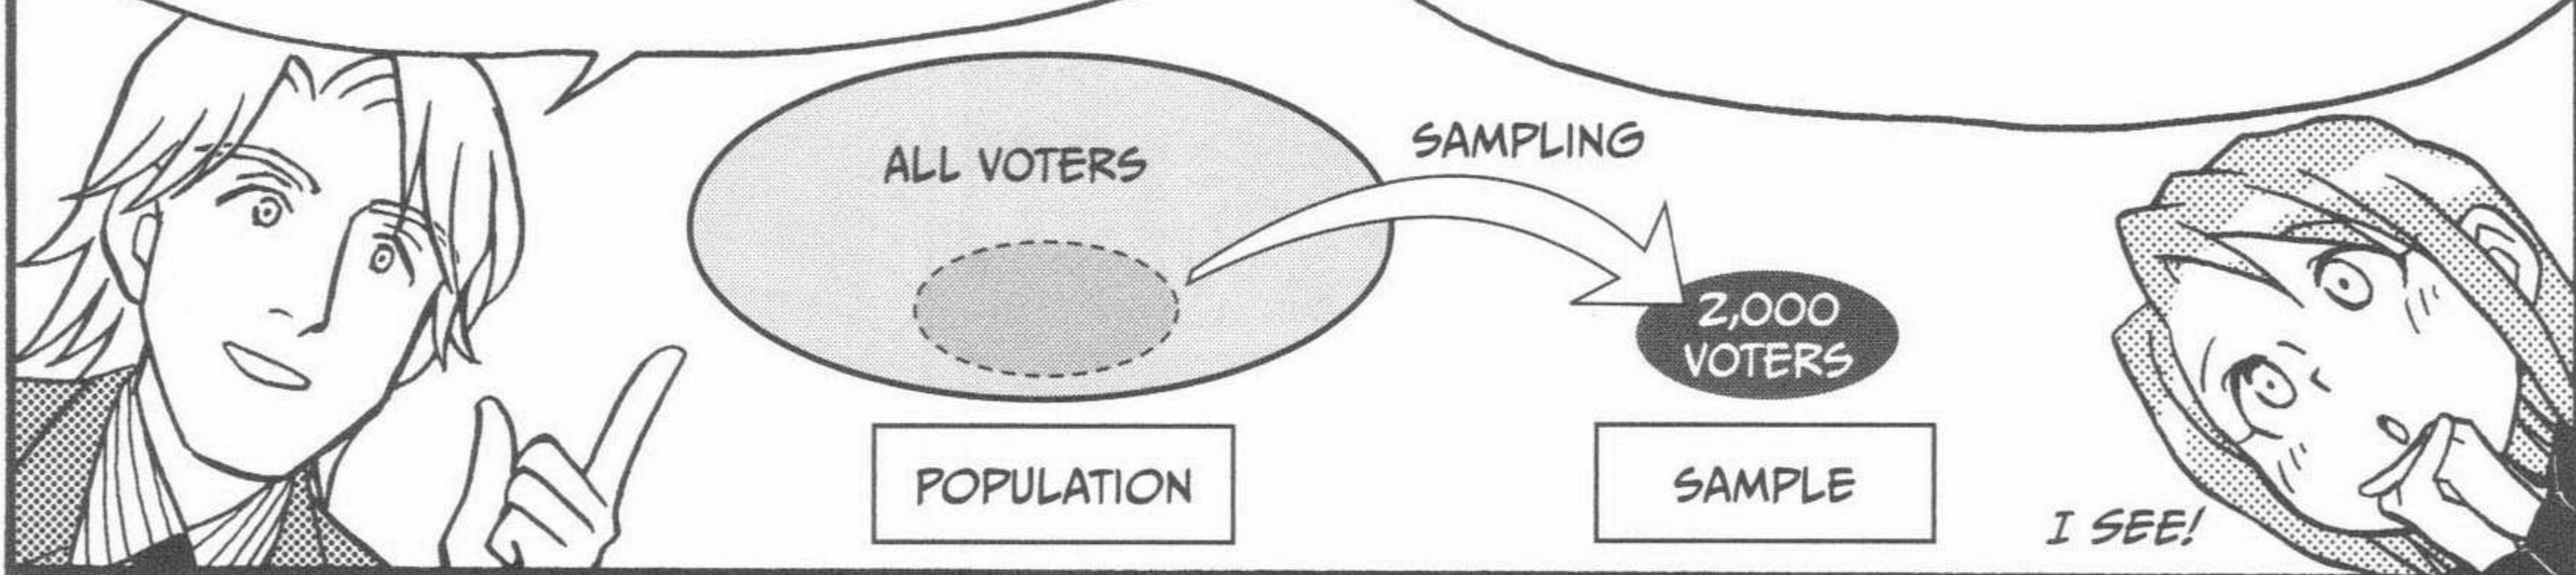 ALL VOTERS
SAMPLING
2,000
VOTERS
POPULATION
SAMPLE
I SEE!